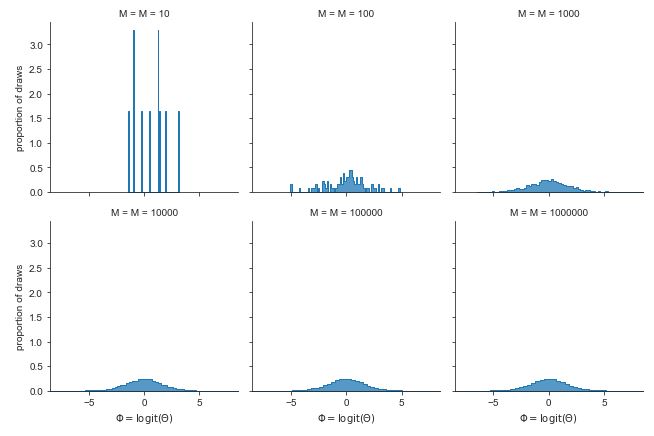 M = M = 10
M = M = 100
M = M = 1000
proportion of draws
3.0
2.5
2.0
1.5
1.0
0.5
0.0
M = M = 10000
M = M = 100000
M = M = 1000000
proportion of draws
3.0
2.5
2.0
1.5
1.0
0.5
0.0
−5 0 5
−5 0 5
−5 0 5
Φ = logit(Θ)
Φ = logit(Θ)
Φ = logit(Θ)